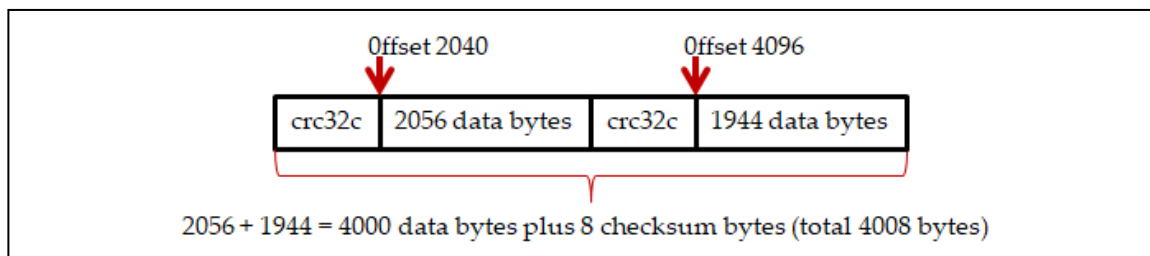 0ffset 2040 0ffset 4096
crc32c 2056 data bytes crc32c 1944 data bytes
2056 + 1944 = 4000 data bytes plus 8 checksum bytes (total 4008 bytes)